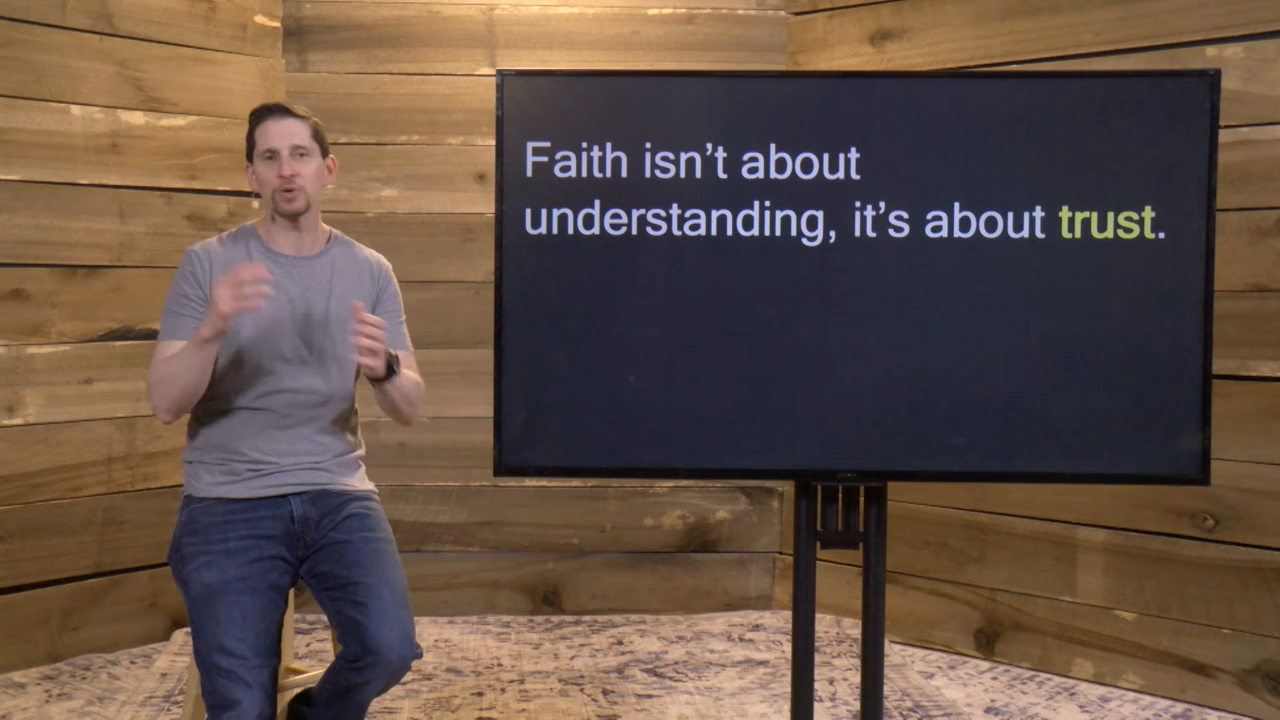 Faith isn’t about
understanding, it’s about trust.